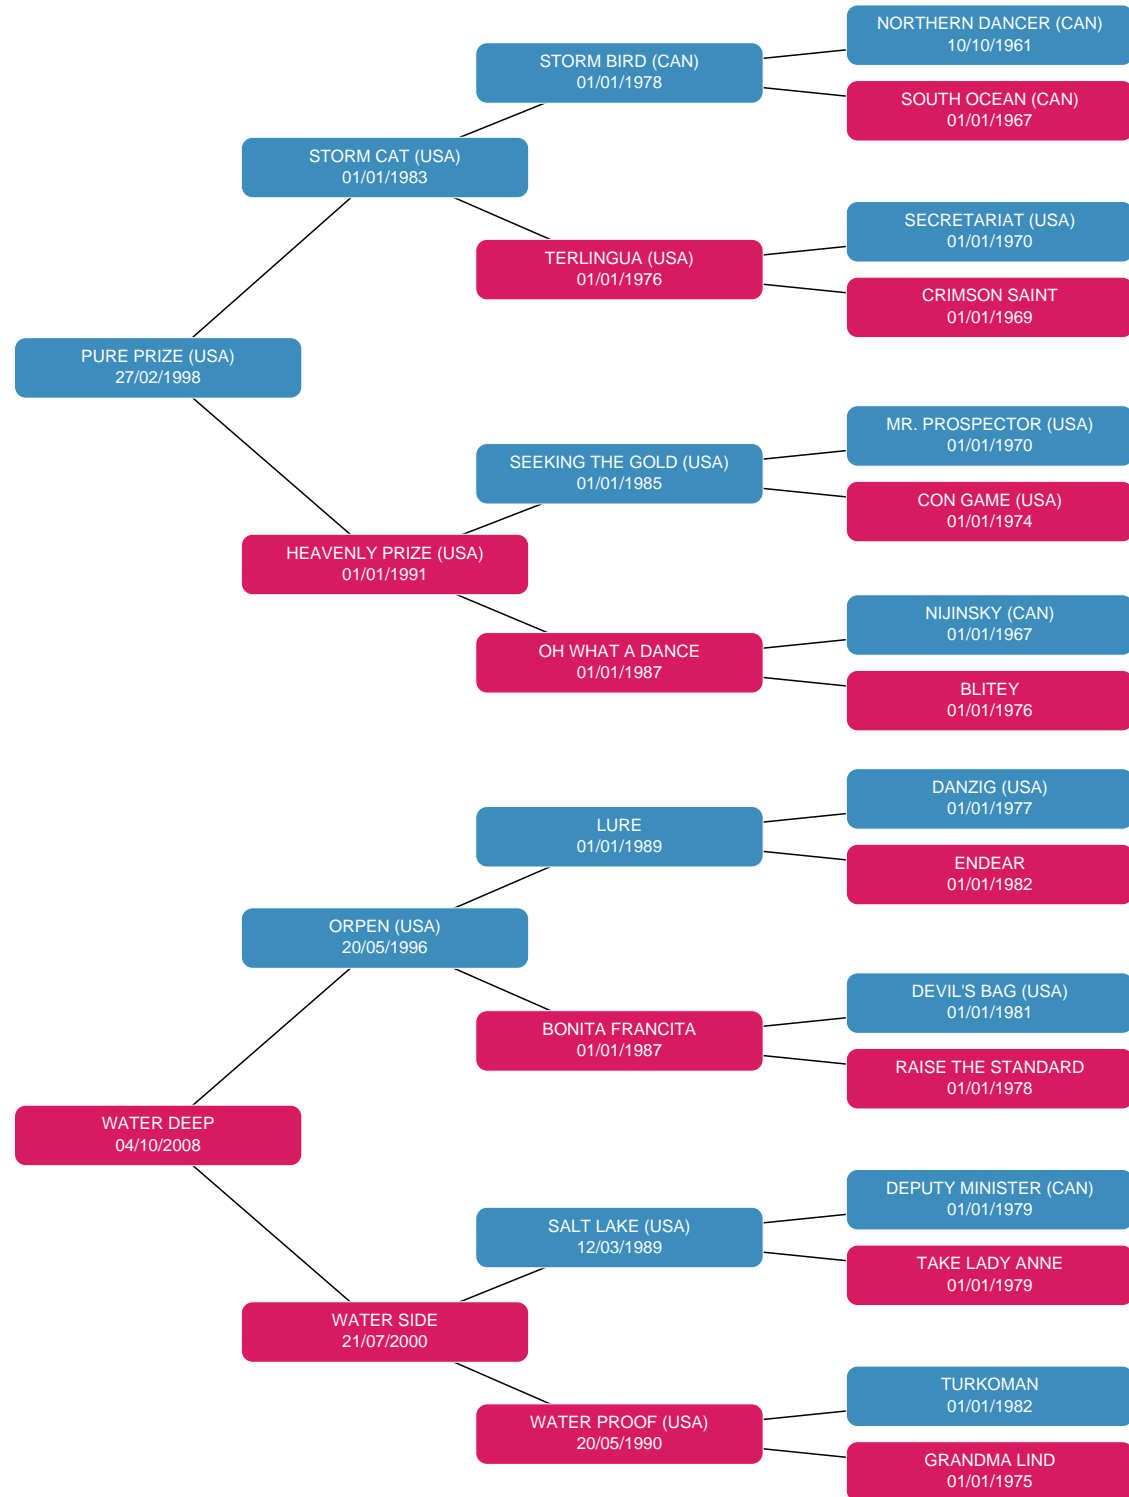 NORTHERN DANCER (CAN)
10/10/1961
STORM BIRD (CAN)
01/01/1978
SOUTH OCEAN (CAN)
01/01/1967
STORM CAT (USA)
01/01/1983
SECRETARIAT (USA)
01/01/1970
TERLINGUA (USA)
01/01/1976
CRIMSON SAINT
01/01/1969
PURE PRIZE (USA)
27/02/1998
MR. PROSPECTOR (USA)
01/01/1970
SEEKING THE GOLD (USA)
01/01/1985
CON GAME (USA)
01/01/1974
HEAVENLY PRIZE (USA)
01/01/1991
NIJINSKY (CAN)
01/01/1967
OH WHAT A DANCE
01/01/1987
BLITEY
01/01/1976
DANZIG (USA)
01/01/1977
LURE
01/01/1989
ENDEAR
01/01/1982
ORPEN (USA)
20/05/1996
DEVIL'S BAG (USA)
01/01/1981
BONITA FRANCITA
01/01/1987
RAISE THE STANDARD
01/01/1978
WATER DEEP
04/10/2008
DEPUTY MINISTER (CAN)
01/01/1979
SALT LAKE (USA)
12/03/1989
TAKE LADY ANNE
01/01/1979
WATER SIDE
21/07/2000
TURKOMAN
01/01/1982
WATER PROOF (USA)
20/05/1990
GRANDMA LIND
01/01/1975